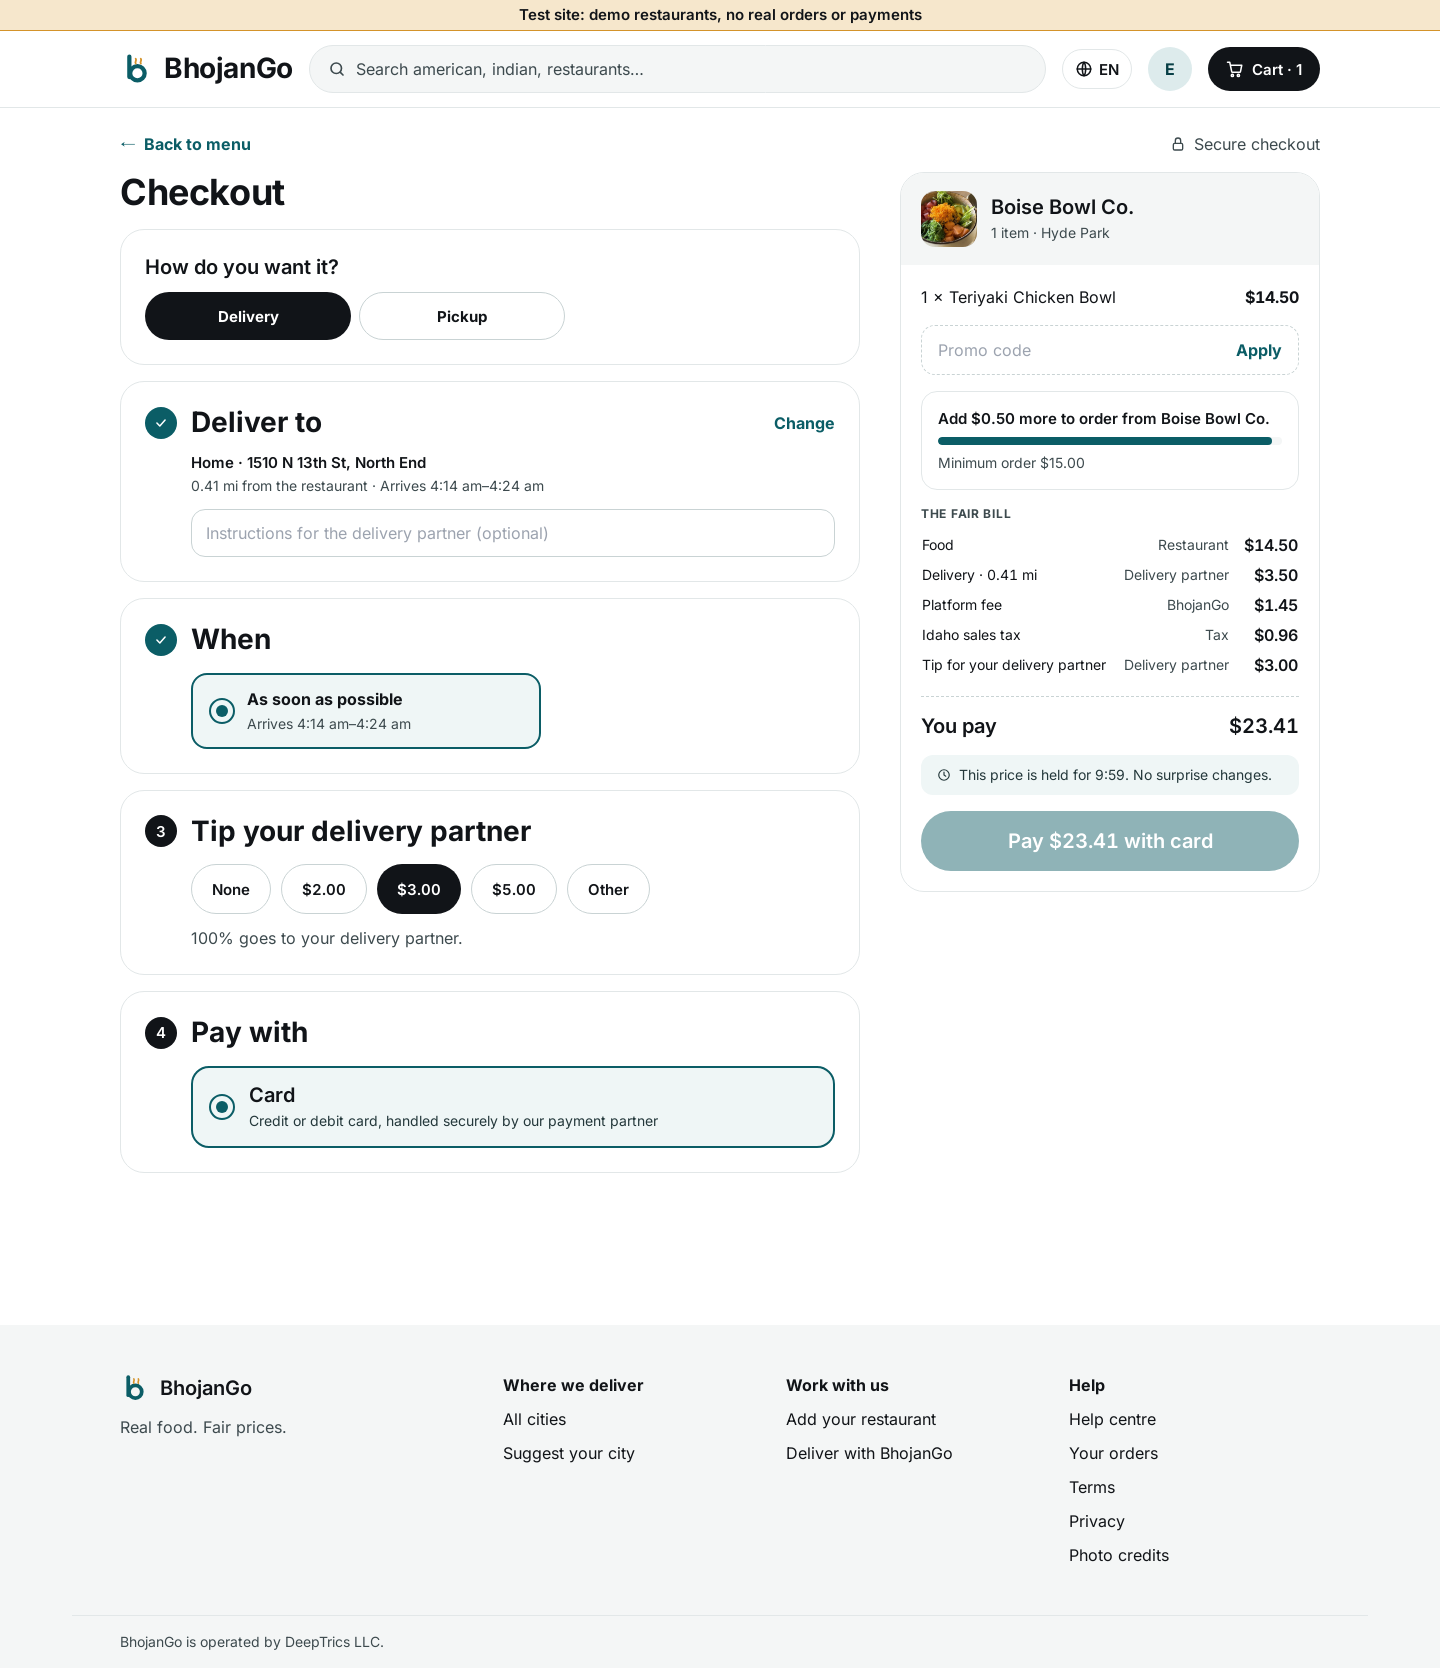 Test site: demo restaurants, no real orders or payments
BhojanGo
Search american, indian, restaurants...
EN
E
Cart · 1
← Back to menu
Secure checkout
Checkout
How do you want it?
Delivery
Pickup
Deliver to
Change
Home · 1510 N 13th St, North End
0.41 mi from the restaurant · Arrives 4:14 am–4:24 am
Instructions for the delivery partner (optional)
When
As soon as possible
Arrives 4:14 am–4:24 am
3
Tip your delivery partner
None
$2.00
$3.00
$5.00
Other
100% goes to your delivery partner.
4
Pay with
Card
Credit or debit card, handled securely by our payment partner
Boise Bowl Co.
1 item · Hyde Park
1 × Teriyaki Chicken Bowl $14.50
Promo code
Apply
Add $0.50 more to order from Boise Bowl Co.
Minimum order $15.00
THE FAIR BILL
Food Restaurant $14.50
Delivery · 0.41 mi Delivery partner $3.50
Platform fee BhojanGo $1.45
Idaho sales tax Tax $0.96
Tip for your delivery partner Delivery partner $3.00
You pay $23.41
This price is held for 9:59. No surprise changes.
Pay $23.41 with card
BhojanGo
Real food. Fair prices.
Where we deliver
All cities
Suggest your city
Work with us
Add your restaurant
Deliver with BhojanGo
Help
Help centre
Your orders
Terms
Privacy
Photo credits
BhojanGo is operated by DeepTrics LLC.